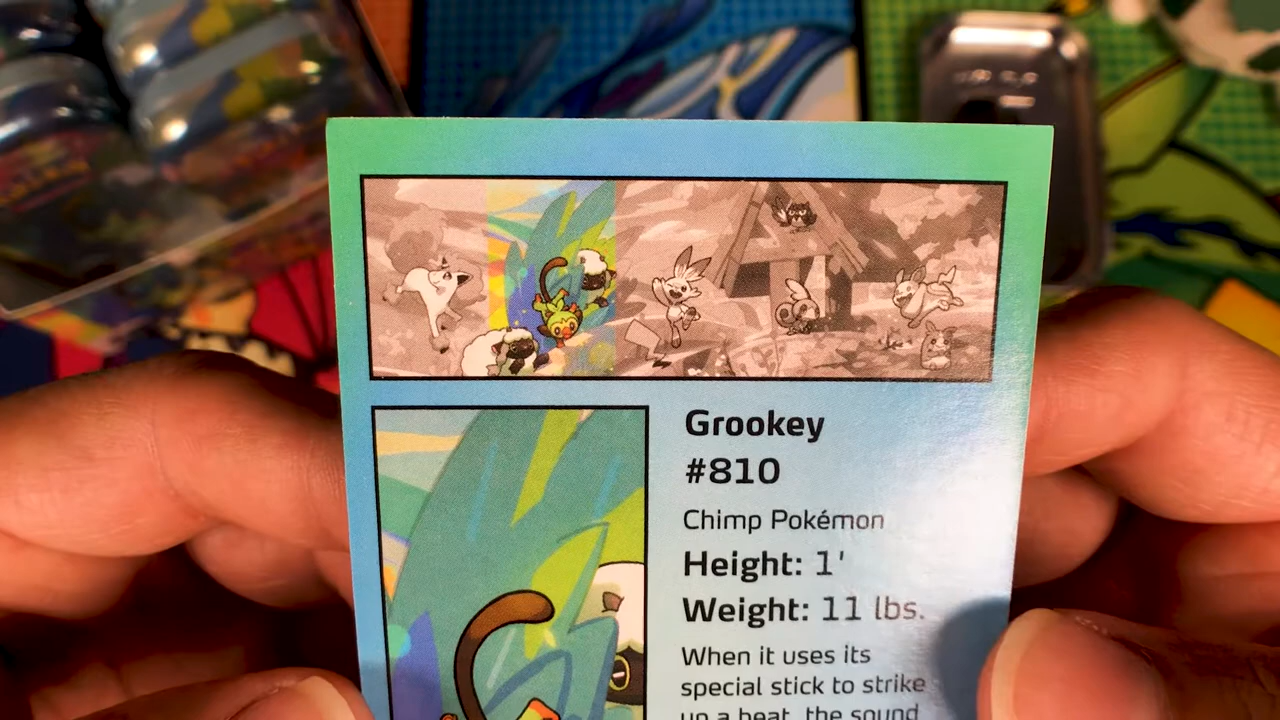 Grookey
#810
Chimp Pokémon
Height: 1'
Weight: 11 lbs.
When it uses its
special stick to strike
up a beat, the sound